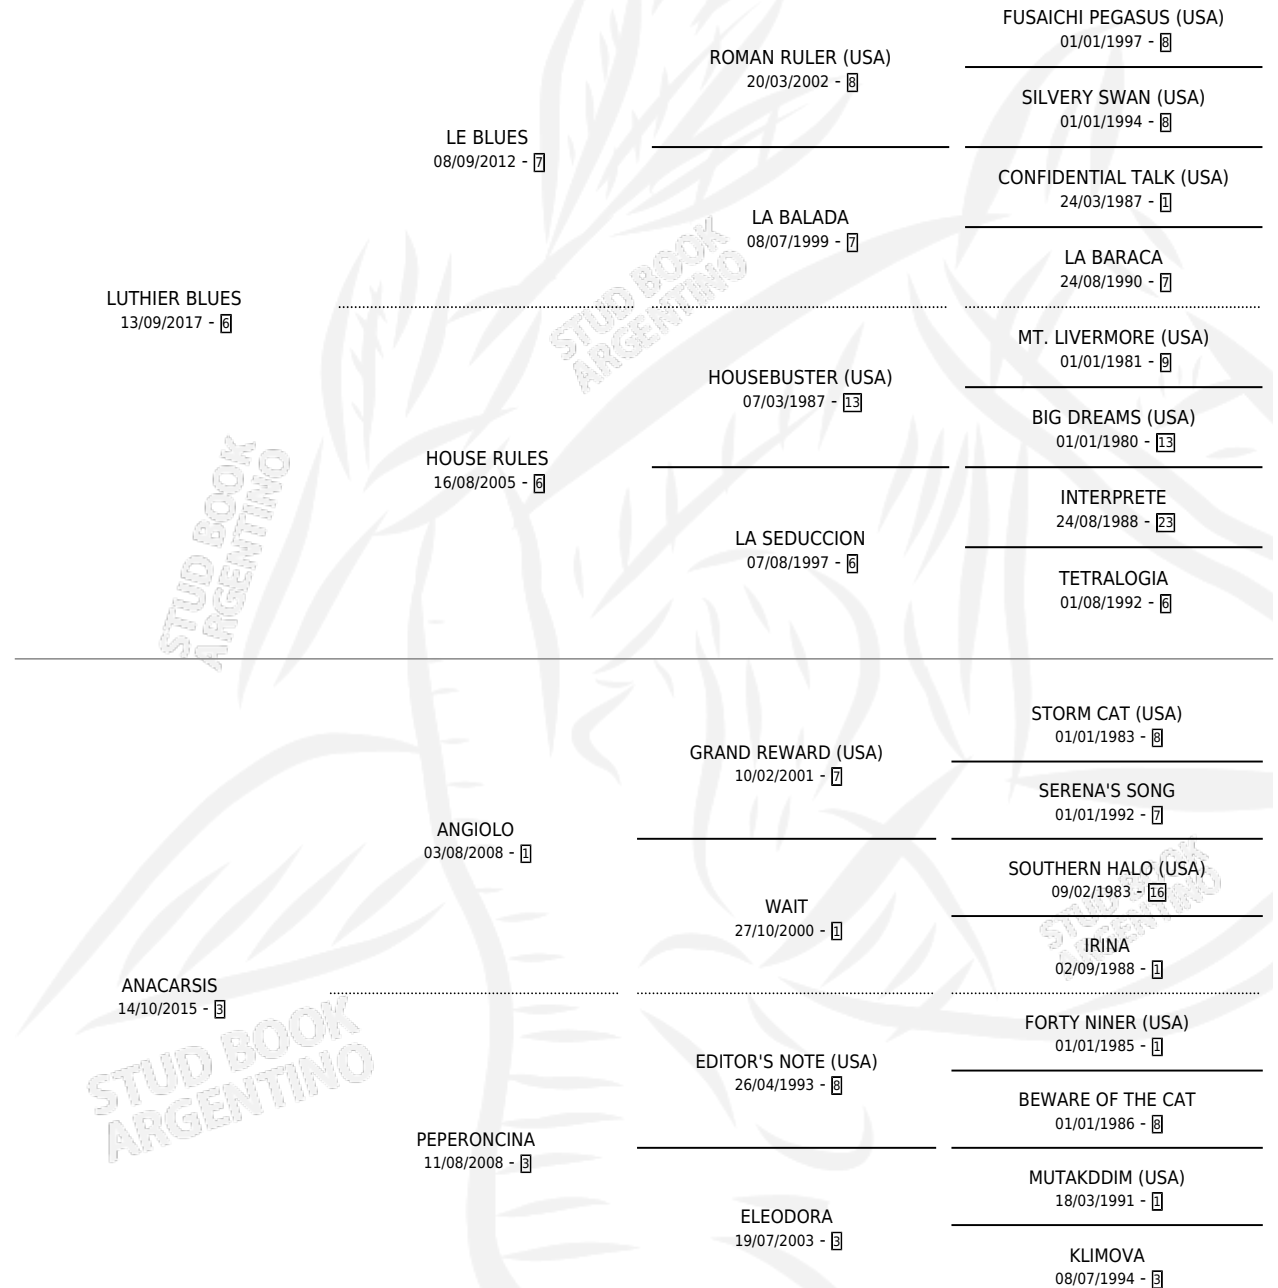 FUSAICHI PEGASUS (USA)
01/01/1997 - 8
ROMAN RULER (USA)
20/03/2002 - 8
SILVERY SWAN (USA)
01/01/1994 - 8
LE BLUES
08/09/2012 - 7
CONFIDENTIAL TALK (USA)
24/03/1987 - 1
LA BALADA
08/07/1999 - 7
LA BARACA
24/08/1990 - 7
LUTHIER BLUES
13/09/2017 - 6
MT. LIVERMORE (USA)
01/01/1981 - 9
HOUSEBUSTER (USA)
07/03/1987 - 13
BIG DREAMS (USA)
01/01/1980 - 13
HOUSE RULES
16/08/2005 - 6
INTERPRETE
24/08/1988 - 23
LA SEDUCCION
07/08/1997 - 6
TETRALOGIA
01/08/1992 - 6
STORM CAT (USA)
01/01/1983 - 8
GRAND REWARD (USA)
10/02/2001 - 7
SERENA'S SONG
01/01/1992 - 7
ANGIOLO
03/08/2008 - 1
SOUTHERN HALO (USA)
09/02/1983 - 16
WAIT
27/10/2000 - 1
IRINA
02/09/1988 - 1
ANACARSIS
14/10/2015 - 3
FORTY NINER (USA)
01/01/1985 - 1
EDITOR'S NOTE (USA)
26/04/1993 - 8
BEWARE OF THE CAT
01/01/1986 - 8
PEPERONCINA
11/08/2008 - 3
MUTAKDDIM (USA)
18/03/1991 - 1
ELEODORA
19/07/2003 - 3
KLIMOVA
08/07/1994 - 3
STUD BOOK
ARGENTINO
STUD BOOK
ARGENTINO
STUD BOOK
ARGENTINO
STUD BOOK
ARGENTINO